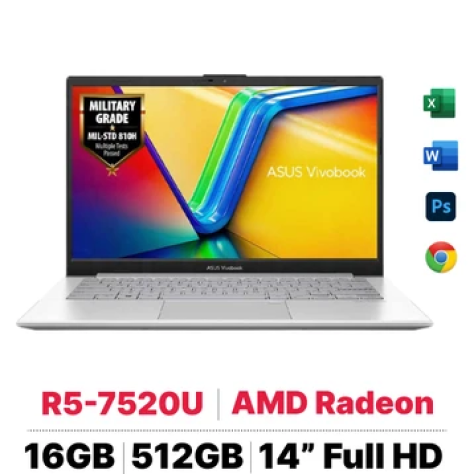 MILITARY
GRADE
MIL-STD 810H
Multiple Tests
Passed
ASUS Vivobook
ASUS Vivobook
X
W
Ps
R5-7520U | AMD Radeon
16GB | 512GB | 14” Full HD